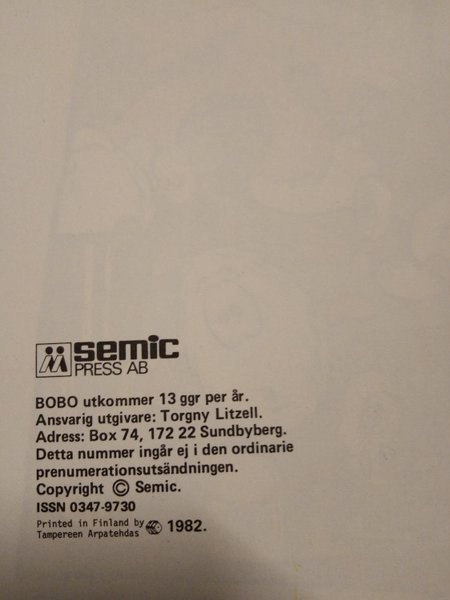 semic
PRESS AB
BOBO utkommer 13 ggr per år.
Ansvarig utgivare: Torgny Litzell.
Adress: Box 74, 172 22 Sundbyberg.
Detta nummer ingår ej i den ordinarie
prenumerationsutsändningen.
Copyright © Semic.
ISSN 0347-9730
Printed in Finland by
Tampereen Arpatehdas 1982.